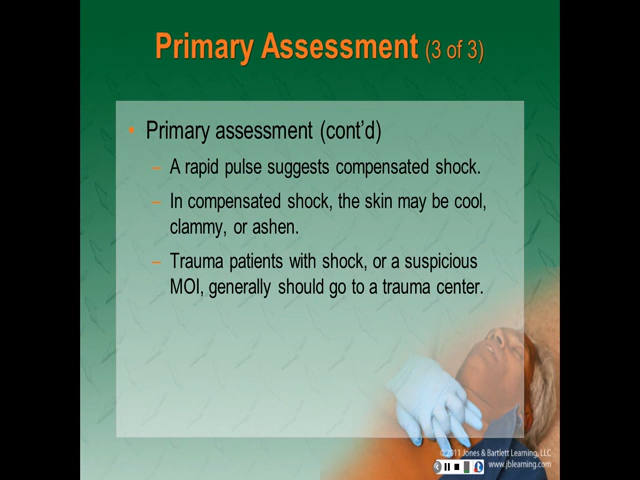 Primary Assessment (3 of 3)
• Primary assessment (cont'd)
– A rapid pulse suggests compensated shock.
– In compensated shock, the skin may be cool,
clammy, or ashen.
– Trauma patients with shock, or a suspicious
MOI, generally should go to a trauma center.
© 2011 Jones & Bartlett Learning, LLC
www.jblearning.com